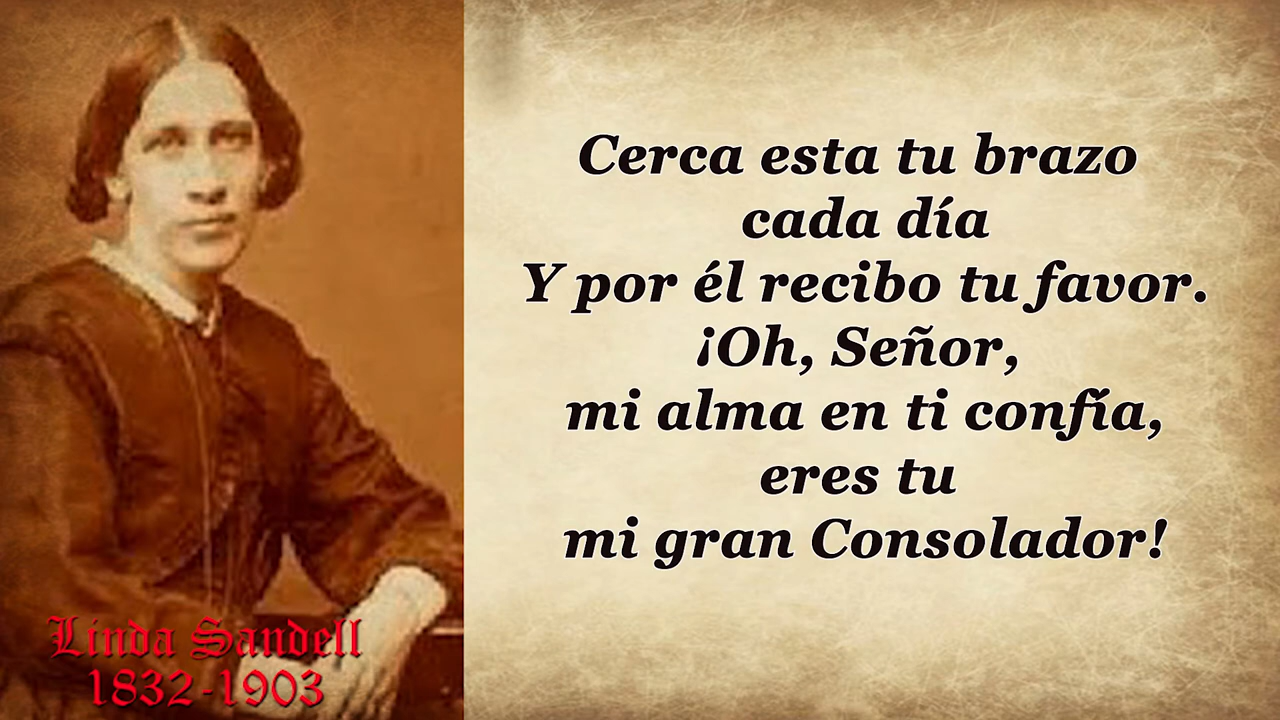 Cerca esta tu brazo
cada día
Y por él recibo tu favor.
¡Oh, Señor,
mi alma en ti confía,
eres tu
mi gran Consolador!
Linda Sandell
1832-1903